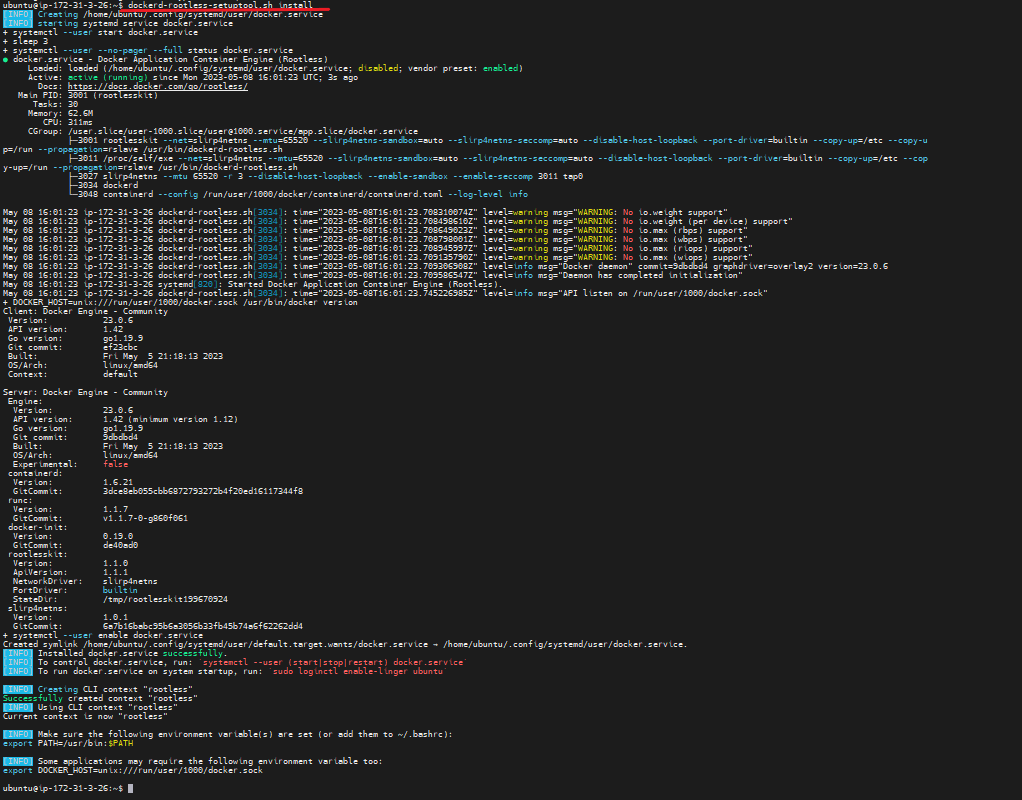 ubuntu@ip-172-31-3-26:~$ dockerd-rootless-setuptool.sh install
[INFO] Creating /home/ubuntu/.config/systemd/user/docker.service
[INFO] starting systemd service docker.service
+ systemctl --user start docker.service
+ sleep 3
+ systemctl --user --no-pager --full status docker.service
● docker.service - Docker Application Container Engine (Rootless)
Loaded: loaded (/home/ubuntu/.config/systemd/user/docker.service; disabled; vendor preset: enabled)
Active: active (running) since Mon 2023-05-08 16:01:23 UTC; 3s ago
Docs: https://docs.docker.com/go/rootless/
Main PID: 3001 (rootlesskit)
Tasks: 30
Memory: 62.6M
CPU: 311ms
CGroup: /user.slice/user-1000.slice/user@1000.service/app.slice/docker.service
├─3001 rootlesskit --net=slirp4netns --mtu=65520 --slirp4netns-sandbox=auto --slirp4netns-seccomp=auto --disable-host-loopback --port-driver=builtin --copy-up=/etc --copy-u
p=/run --propagation=rslave /usr/bin/dockerd-rootless.sh
├─3011 /proc/self/exe --net=slirp4netns --mtu=65520 --slirp4netns-sandbox=auto --slirp4netns-seccomp=auto --disable-host-loopback --port-driver=builtin --copy-up=/etc --cop
y-up=/run --propagation=rslave /usr/bin/dockerd-rootless.sh
├─3027 slirp4netns --mtu 65520 -r 3 --disable-host-loopback --enable-sandbox --enable-seccomp 3011 tap0
├─3034 dockerd
└─3048 containerd --config /run/user/1000/docker/containerd/containerd.toml --log-level info
May 08 16:01:23 ip-172-31-3-26 dockerd-rootless.sh[3034]: time="2023-05-08T16:01:23.708310074Z" level=warning msg="WARNING: No io.weight support"
May 08 16:01:23 ip-172-31-3-26 dockerd-rootless.sh[3034]: time="2023-05-08T16:01:23.708498610Z" level=warning msg="WARNING: No io.weight (per device) support"
May 08 16:01:23 ip-172-31-3-26 dockerd-rootless.sh[3034]: time="2023-05-08T16:01:23.708649023Z" level=warning msg="WARNING: No io.max (rbps) support"
May 08 16:01:23 ip-172-31-3-26 dockerd-rootless.sh[3034]: time="2023-05-08T16:01:23.708798001Z" level=warning msg="WARNING: No io.max (wbps) support"
May 08 16:01:23 ip-172-31-3-26 dockerd-rootless.sh[3034]: time="2023-05-08T16:01:23.708945997Z" level=warning msg="WARNING: No io.max (riops) support"
May 08 16:01:23 ip-172-31-3-26 dockerd-rootless.sh[3034]: time="2023-05-08T16:01:23.709135790Z" level=warning msg="WARNING: No io.max (wiops) support"
May 08 16:01:23 ip-172-31-3-26 dockerd-rootless.sh[3034]: time="2023-05-08T16:01:23.709306908Z" level=info msg="Docker daemon" commit=9dbdbd4 graphdriver=overlay2 version=23.0.6
May 08 16:01:23 ip-172-31-3-26 dockerd-rootless.sh[3034]: time="2023-05-08T16:01:23.709586547Z" level=info msg="Daemon has completed initialization"
May 08 16:01:23 ip-172-31-3-26 systemd[820]: Started Docker Application Container Engine (Rootless).
May 08 16:01:23 ip-172-31-3-26 dockerd-rootless.sh[3034]: time="2023-05-08T16:01:23.745226985Z" level=info msg="API listen on /run/user/1000/docker.sock"
+ DOCKER_HOST=unix:///run/user/1000/docker.sock /usr/bin/docker version
Client: Docker Engine - Community
Version: 23.0.6
API version: 1.42
Go version: go1.19.9
Git commit: ef23cbc
Built: Fri May 5 21:18:13 2023
OS/Arch: linux/amd64
Context: default
Server: Docker Engine - Community
Engine:
Version: 23.0.6
API version: 1.42 (minimum version 1.12)
Go version: go1.19.9
Git commit: 9dbdbd4
Built: Fri May 5 21:18:13 2023
OS/Arch: linux/amd64
Experimental: false
containerd:
Version: 1.6.21
GitCommit: 3dce8eb055cbb6872793272b4f20ed16117344f8
runc:
Version: 1.1.7
GitCommit: v1.1.7-0-g860f061
docker-init:
Version: 0.19.0
GitCommit: de40ad0
rootlesskit:
Version: 1.1.0
ApiVersion: 1.1.1
NetworkDriver: slirp4netns
PortDriver: builtin
StateDir: /tmp/rootlesskit199670924
slirp4netns:
Version: 1.0.1
GitCommit: 6a7b16babc95b6a3056b33fb45b74a6f62262dd4
+ systemctl --user enable docker.service
Created symlink /home/ubuntu/.config/systemd/user/default.target.wants/docker.service → /home/ubuntu/.config/systemd/user/docker.service.
[INFO] Installed docker.service successfully.
[INFO] To control docker.service, run: `systemctl --user (start|stop|restart) docker.service`
[INFO] To run docker.service on system startup, run: `sudo loginctl enable-linger ubuntu`
[INFO] Creating CLI context "rootless"
Successfully created context "rootless"
[INFO] Using CLI context "rootless"
Current context is now "rootless"
[INFO] Make sure the following environment variable(s) are set (or add them to ~/.bashrc):
export PATH=/usr/bin:$PATH
[INFO] Some applications may require the following environment variable too:
export DOCKER_HOST=unix:///run/user/1000/docker.sock
ubuntu@ip-172-31-3-26:~$